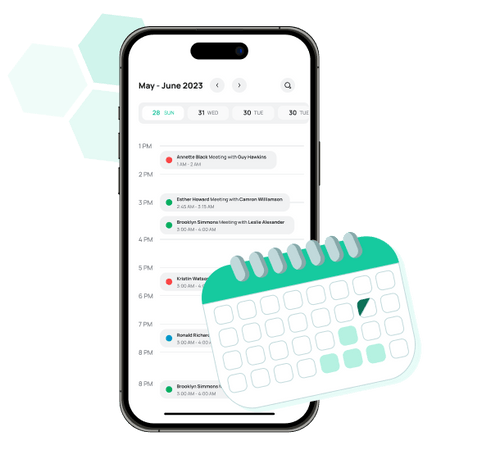 May - June 2023
28 SUN 31 WED 30 TUE 30 TUE
1 PM
Annette Black Meeting with Guy Hawkins
1 AM - 2 AM
2 PM
Esther Howard Meeting with Camron Williamson
2:45 AM - 3:15 AM
3 PM
Brooklyn Simmons Meeting with Leslie Alexander
3:00 AM - 4:00 AM
4 PM
5 PM
Kristin Watson
3:00 AM -
6 PM
7 PM
Ronald Richard
3:00 AM - 4:00
8 PM
8 PM
Brooklyn Simmons
3:00 AM - 4:00 AM